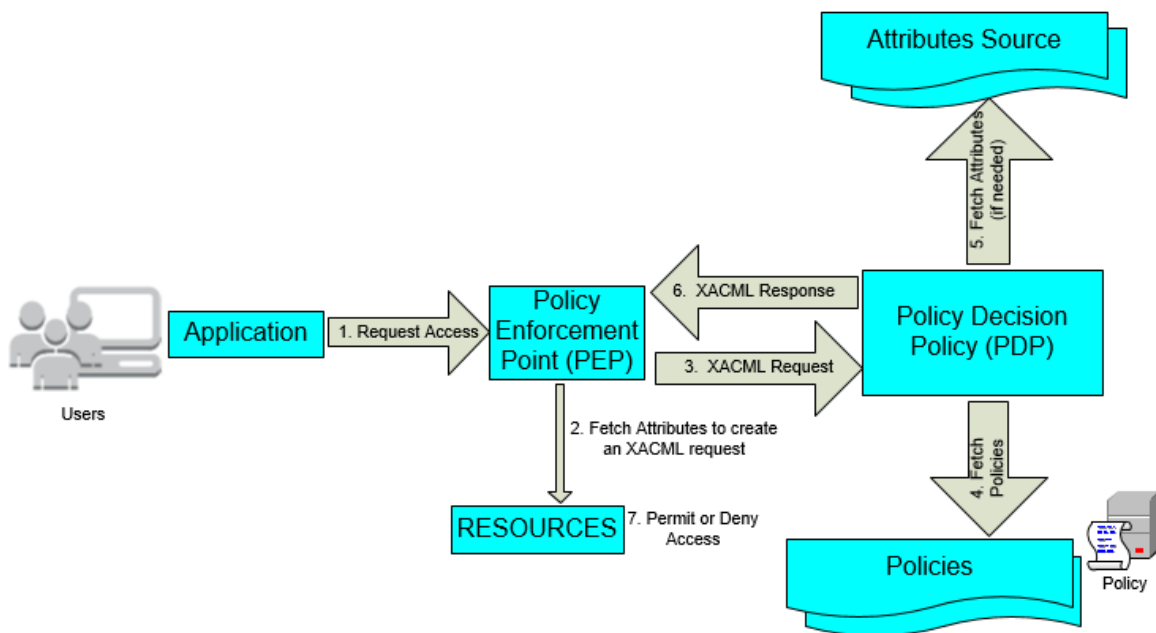 Attributes Source
5. Fetch Attributes
(if needed)
6. XACML Response
Policy
Enforcement
Point (PEP)
Application
1. Request Access
Policy Decision
Policy (PDP)
3. XACML Request
Users
2. Fetch Attributes to create
an XACML request
4. Fetch
Policies
RESOURCES
7. Permit or Deny
Access
Policies
Policy